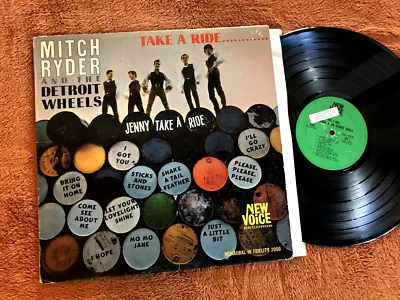 MITCH
RYDER
AND THE
DETROIT
WHEELS
TAKE A RIDE............
JENNY TAKE A RIDE
I
GOT
YOU
I'LL
GO
CRAZY
BRING
IT ON
HOME
STICKS
AND
STONES
SHAKE
A TAIL
FEATHER
PLEASE,
PLEASE,
PLEASE
COME
SEE ABOUT
ME
LET YOUR
LOVELIGHT
SHINE
I HOPE
MO MO
JANE
JUST A
LITTLE
BIT
NEW
VOICE
RECORDS
MONAURAL HI FIDELITY-2000
NEW
VOICE